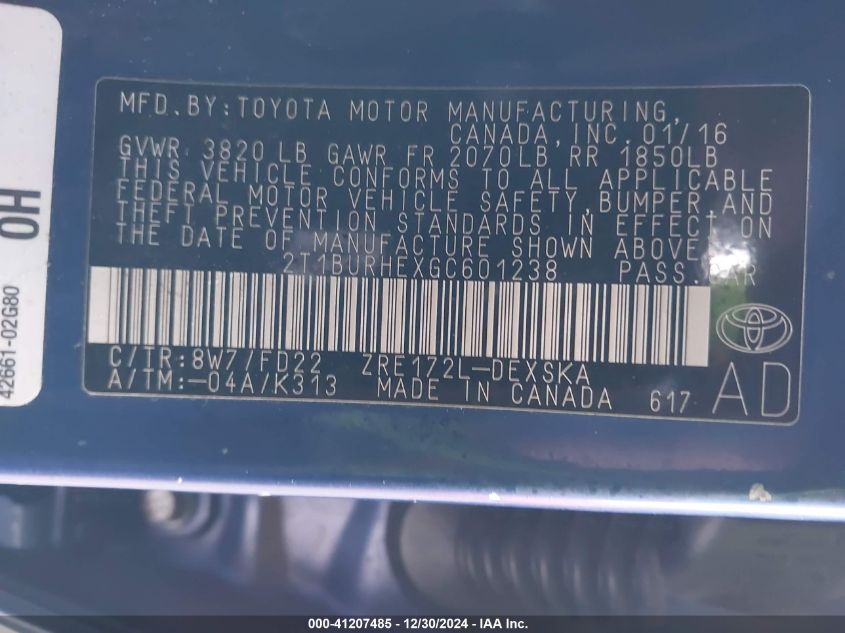 MFD. BY: TOYOTA MOTOR MANUFACTURING,
CANADA, INC. 01/16
GVWR 3820 LB GAWR FR 2070LB RR 1850LB
THIS VEHICLE CONFORMS TO ALL APPLICABLE
FEDERAL MOTOR VEHICLE SAFETY, BUMPER AND
THEFT PREVENTION STANDARDS IN EFFECT ON
THE DATE OF MANUFACTURE SHOWN ABOVE.
2T1BURHEXGC601238 PASS. CAR
C/TR: 8W7/FD22 ZRE172L-DEXSKA
A/TM: -04A/K313 MADE IN CANADA 617 AD
42661-02G80 OH
000-41207485 - 12/30/2024 - IAA Inc.